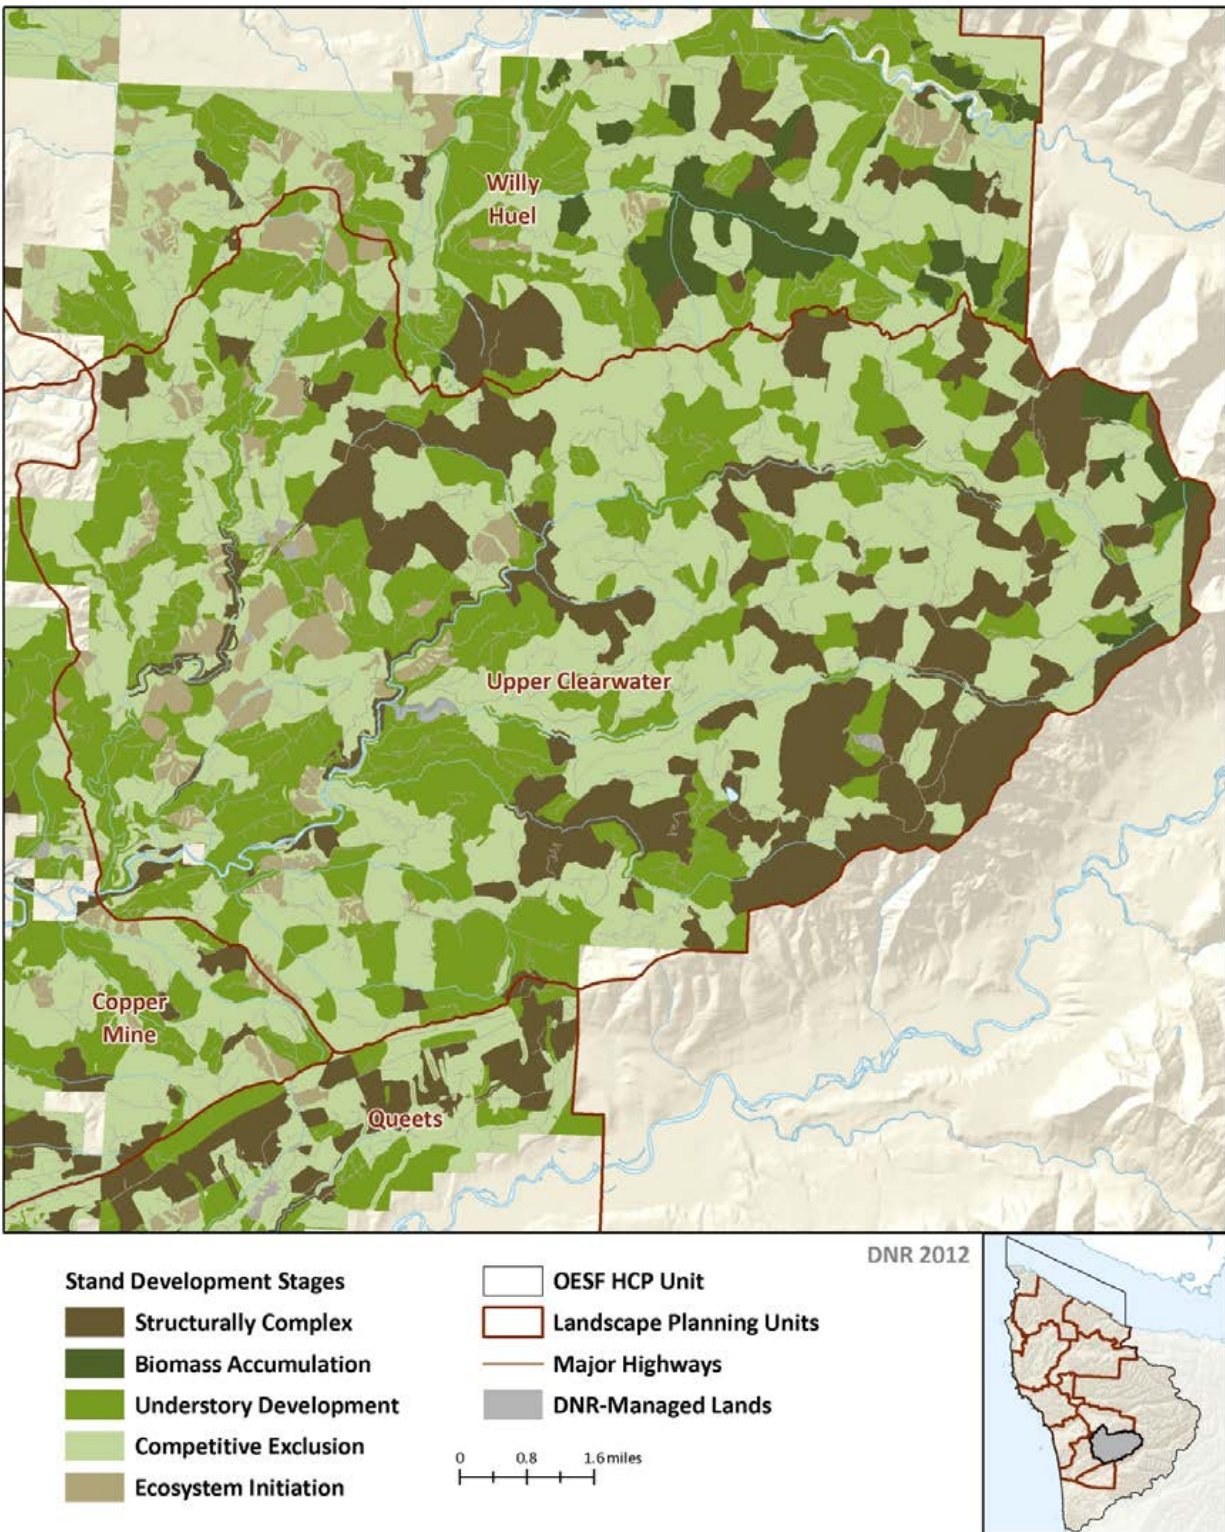 Willy
Huel
Upper Clearwater
Copper
Mine
Queets
DNR 2012
Stand Development Stages
Structurally Complex
Biomass Accumulation
Understory Development
Competitive Exclusion
Ecosystem Initiation
OESF HCP Unit
Landscape Planning Units
Major Highways
DNR-Managed Lands
0 0.8 1.6 miles